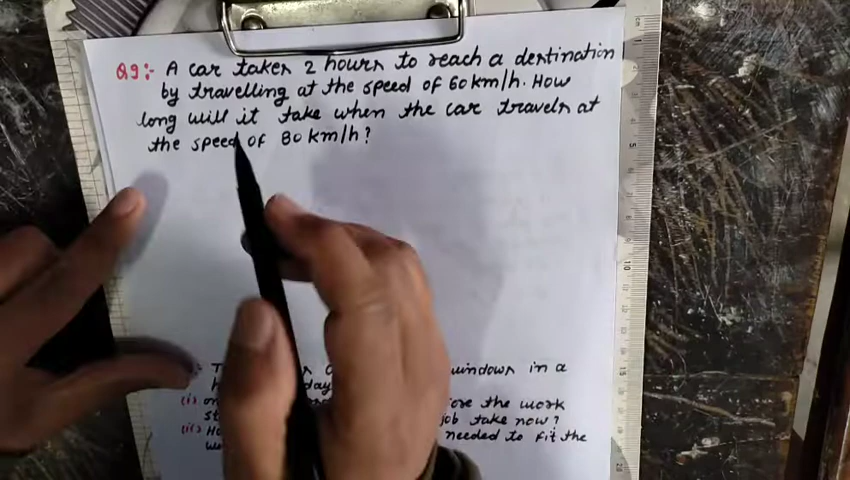 Q9:- A car takes 2 hours to reach a destination
by travelling at the speed of 60 km/h. How
long will it take when the car travels at
the speed of 80 km/h?
windows in a
(i) the work
job take now?
(ii) needed to fit the